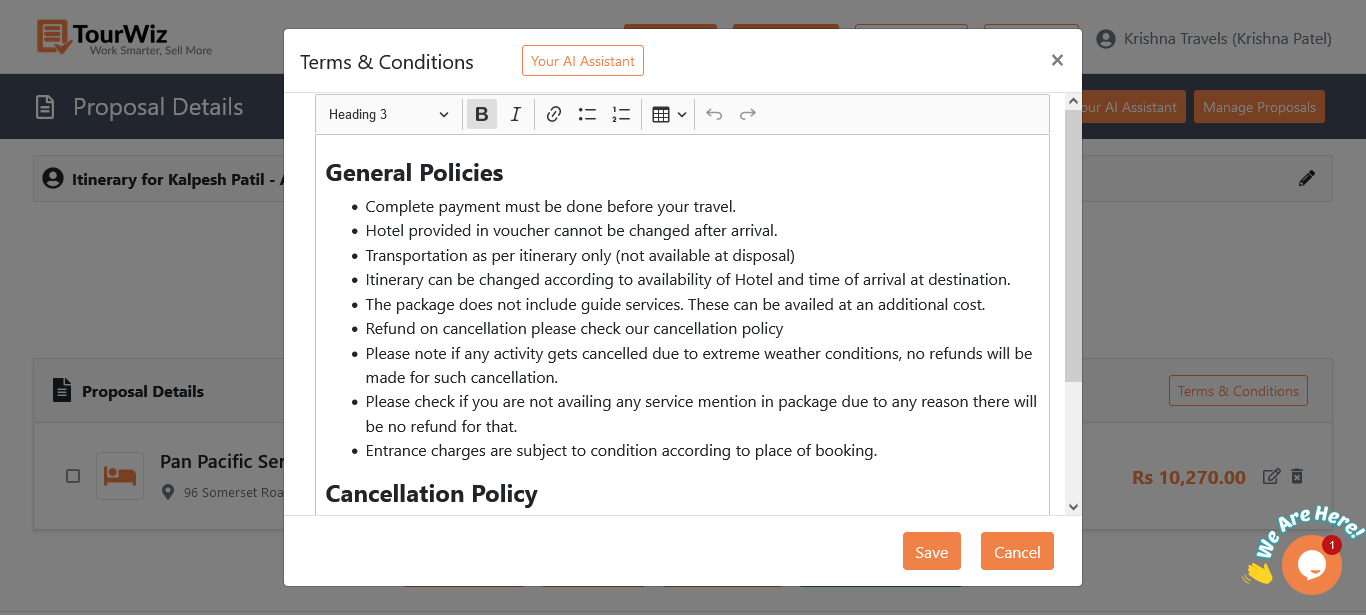 TourWiz
Work Smarter, Sell More
Krishna Travels (Krishna Patel)
Proposal Details
our AI Assistant
Manage Proposals
Itinerary for Kalpesh Patil -
Terms & Conditions
Your AI Assistant
×
Heading 3
B I
General Policies
• Complete payment must be done before your travel.
• Hotel provided in voucher cannot be changed after arrival.
• Transportation as per itinerary only (not available at disposal)
• Itinerary can be changed according to availability of Hotel and time of arrival at destination.
• The package does not include guide services. These can be availed at an additional cost.
• Refund on cancellation please check our cancellation policy
• Please note if any activity gets cancelled due to extreme weather conditions, no refunds will be
made for such cancellation.
• Please check if you are not availing any service mention in package due to any reason there will
be no refund for that.
• Entrance charges are subject to condition according to place of booking.
Cancellation Policy
Save
Cancel
Proposal Details
Terms & Conditions
Pan Pacific Ser
96 Somerset Roa
Rs 10,270.00
We Are Here!
1